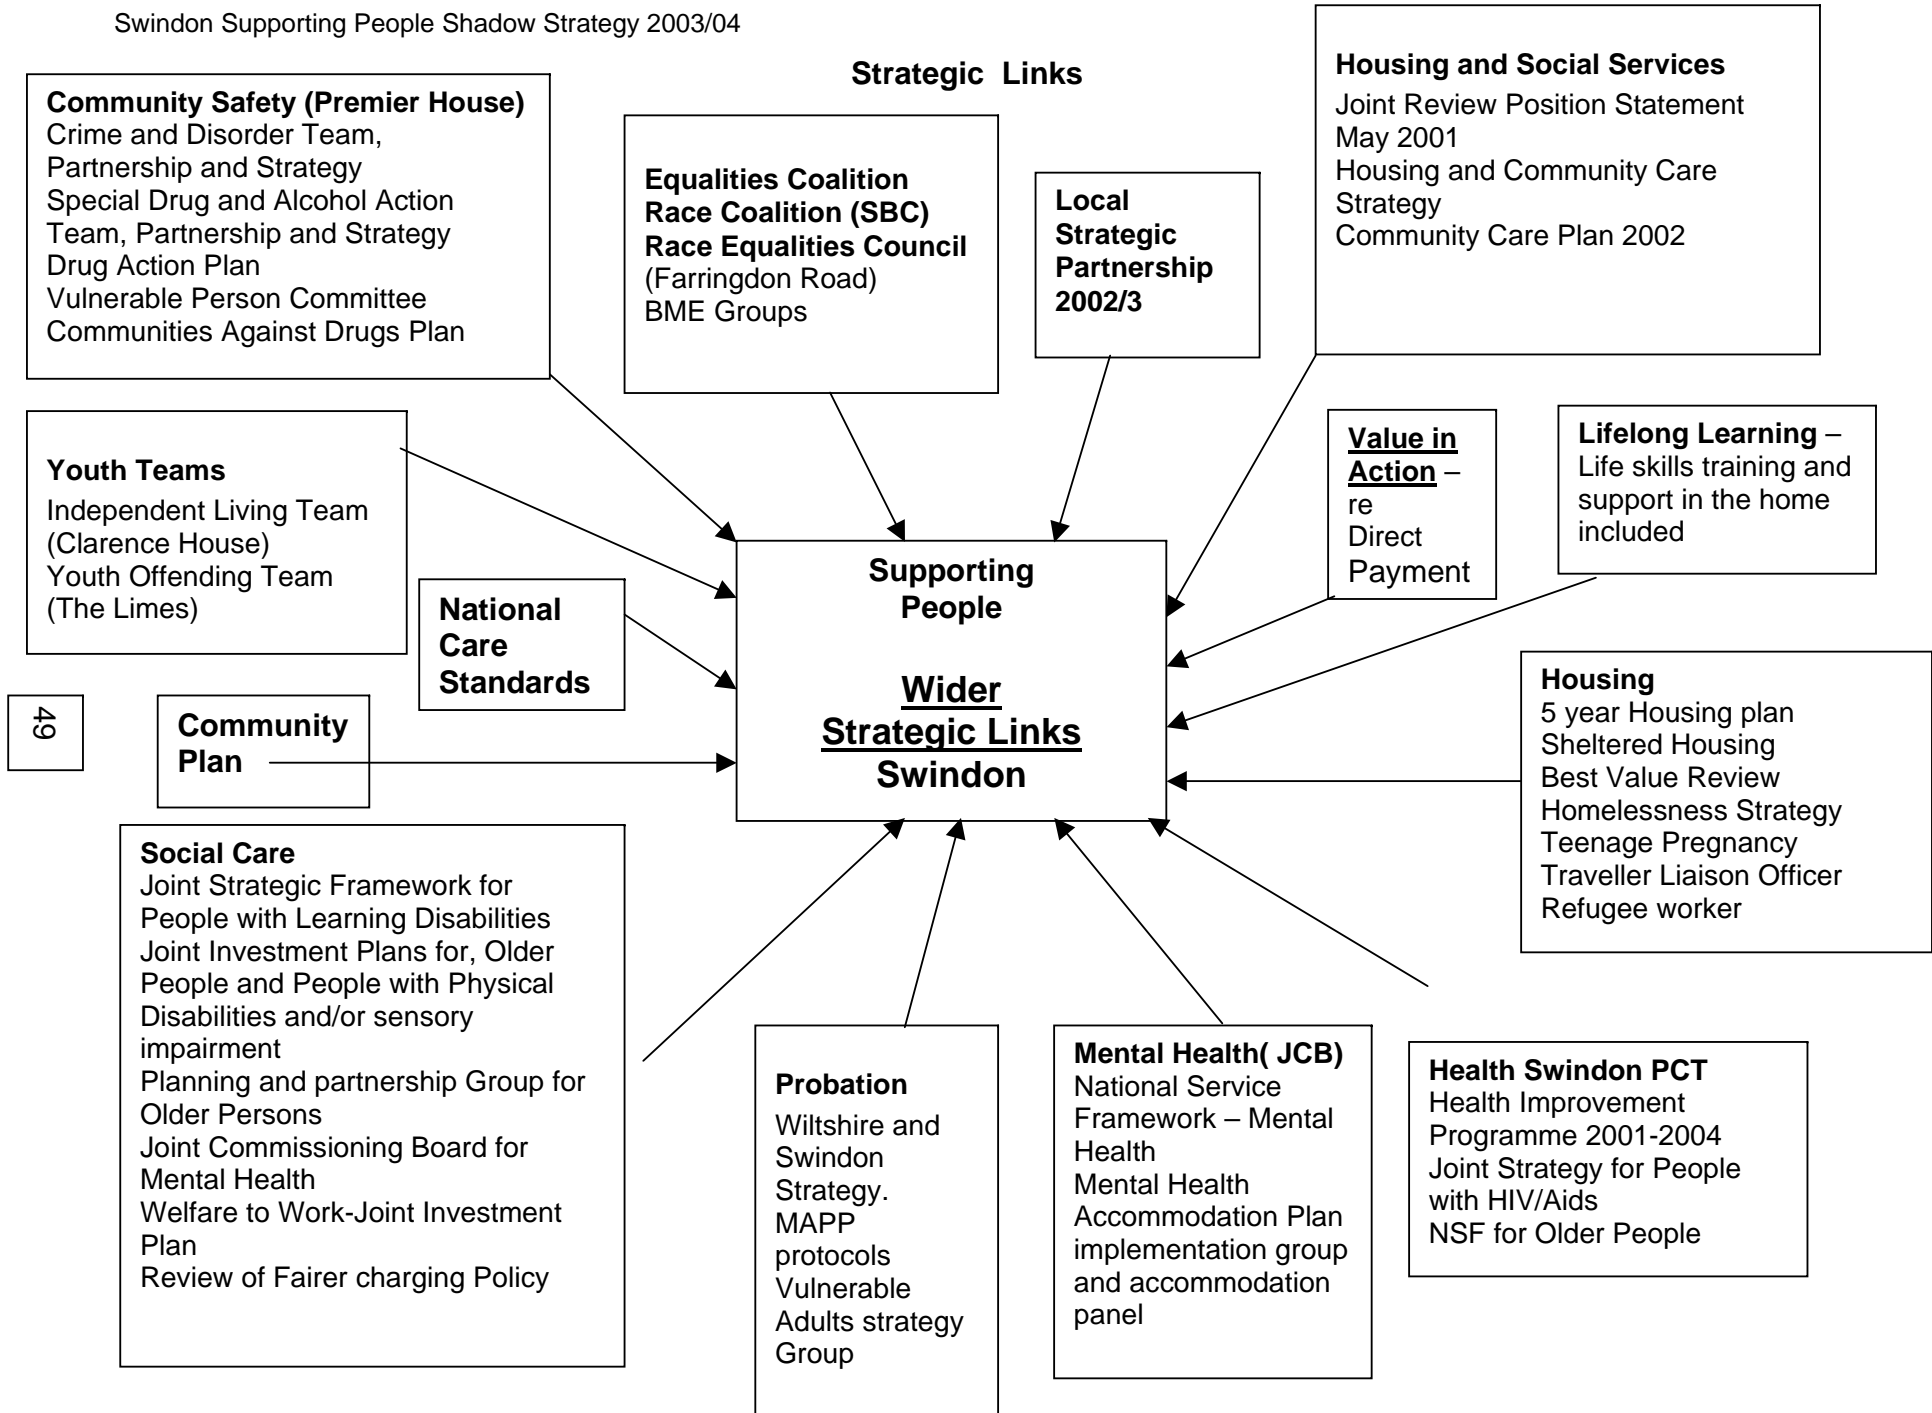 Swindon Supporting People Shadow Strategy 2003/04
Strategic Links
Community Safety (Premier House)
Crime and Disorder Team,
Partnership and Strategy
Special Drug and Alcohol Action
Team, Partnership and Strategy
Drug Action Plan
Vulnerable Person Committee
Communities Against Drugs Plan
Equalities Coalition
Race Coalition (SBC)
Race Equalities Council
(Farringdon Road)
BME Groups
Local
Strategic
Partnership
2002/3
Housing and Social Services
Joint Review Position Statement
May 2001
Housing and Community Care
Strategy
Community Care Plan 2002
Youth Teams
Independent Living Team
(Clarence House)
Youth Offending Team
(The Limes)
National
Care
Standards
Supporting
People
Wider
Strategic Links
Swindon
Value in
Action –
re
Direct
Payment
Lifelong Learning –
Life skills training and
support in the home
included
49
Community
Plan
Housing
5 year Housing plan
Sheltered Housing
Best Value Review
Homelessness Strategy
Teenage Pregnancy
Traveller Liaison Officer
Refugee worker
Social Care
Joint Strategic Framework for
People with Learning Disabilities
Joint Investment Plans for, Older
People and People with Physical
Disabilities and/or sensory
impairment
Planning and partnership Group for
Older Persons
Joint Commissioning Board for
Mental Health
Welfare to Work-Joint Investment
Plan
Review of Fairer charging Policy
Probation
Wiltshire and
Swindon
Strategy.
MAPP
protocols
Vulnerable
Adults strategy
Group
Mental Health( JCB)
National Service
Framework – Mental
Health
Mental Health
Accommodation Plan
implementation group
and accommodation
panel
Health Swindon PCT
Health Improvement
Programme 2001-2004
Joint Strategy for People
with HIV/Aids
NSF for Older People